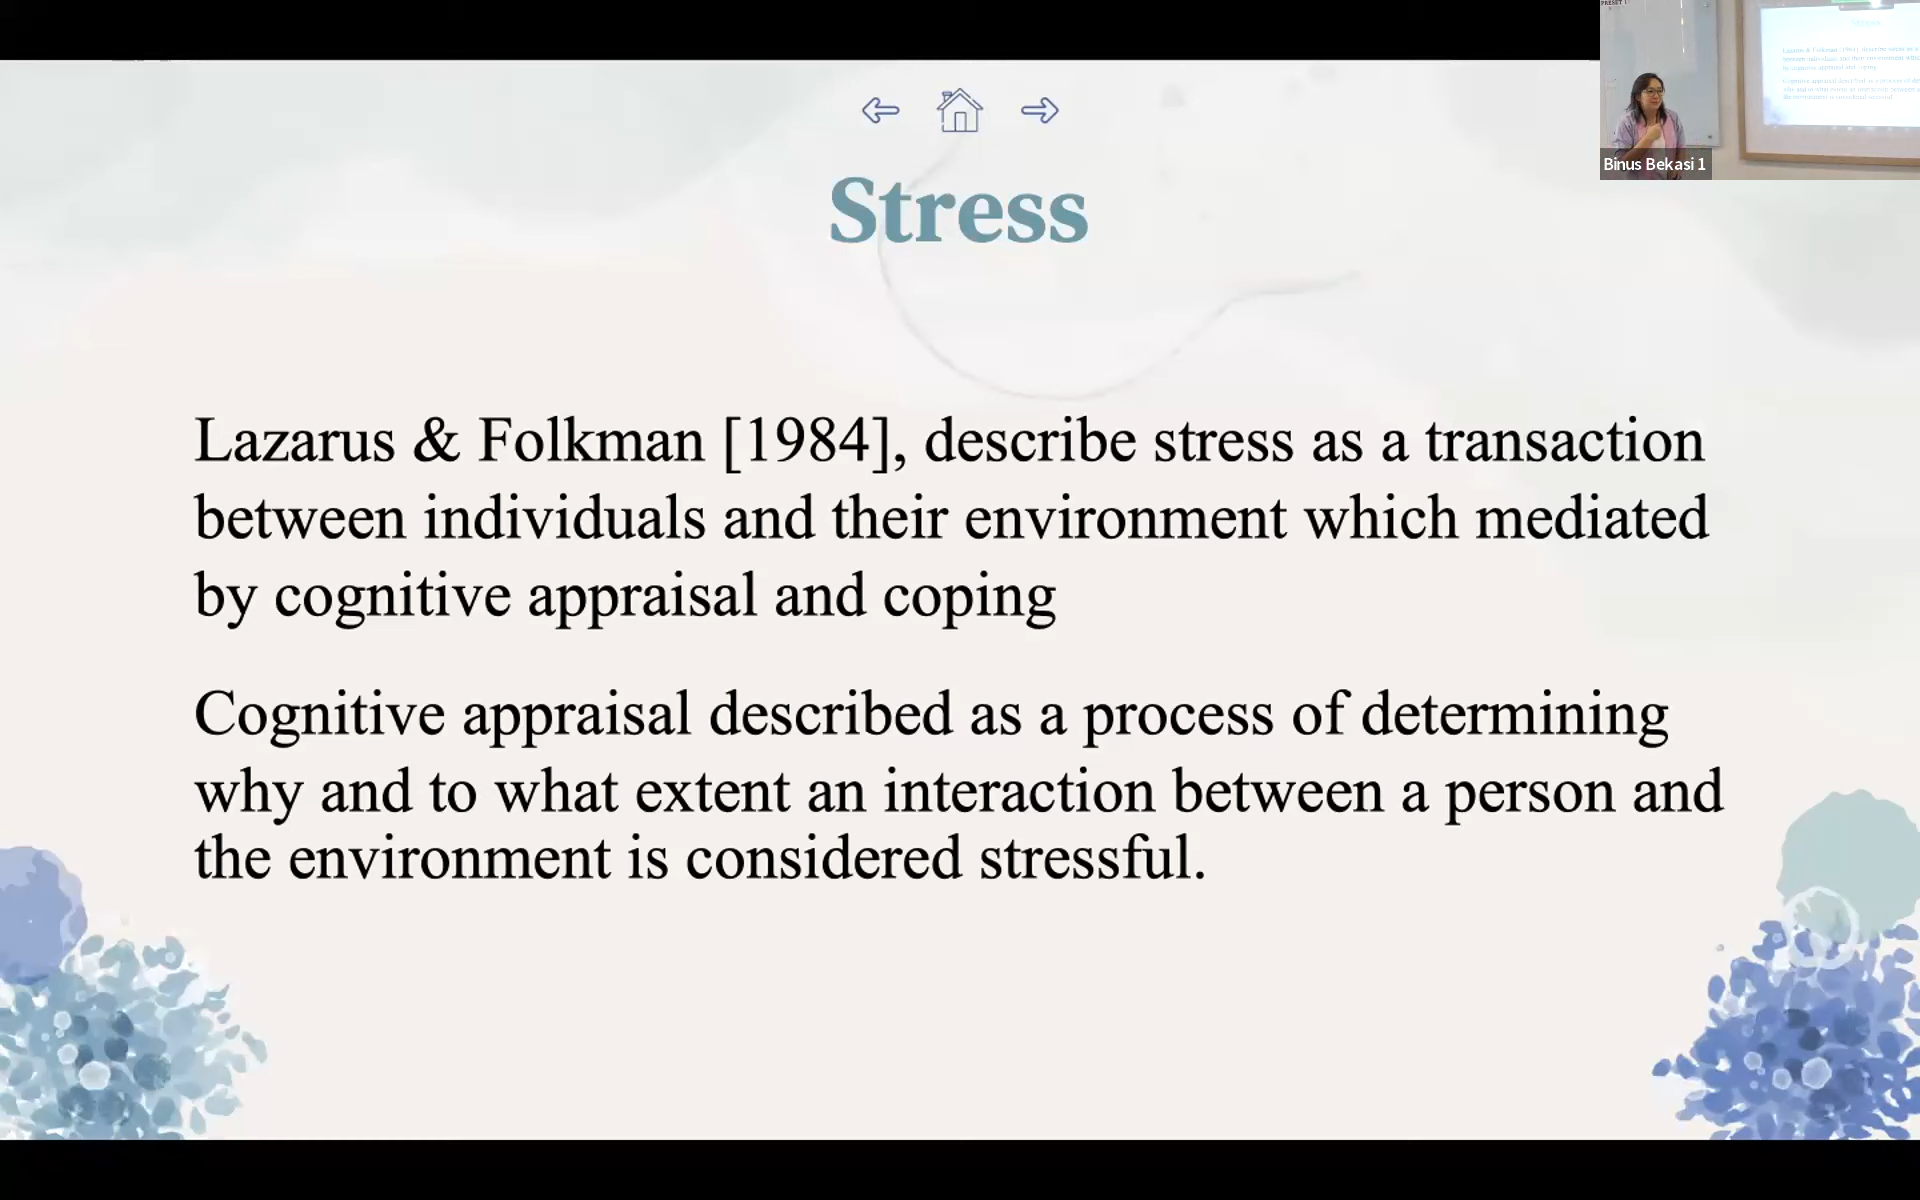 PRESET 1
Binus Bekasi 1
Stress
Lazarus & Folkman [1984], describe stress as a transaction
between individuals and their environment which mediated
by cognitive appraisal and coping
Cognitive appraisal described as a process of determining
why and to what extent an interaction between a person and
the environment is considered stressful.